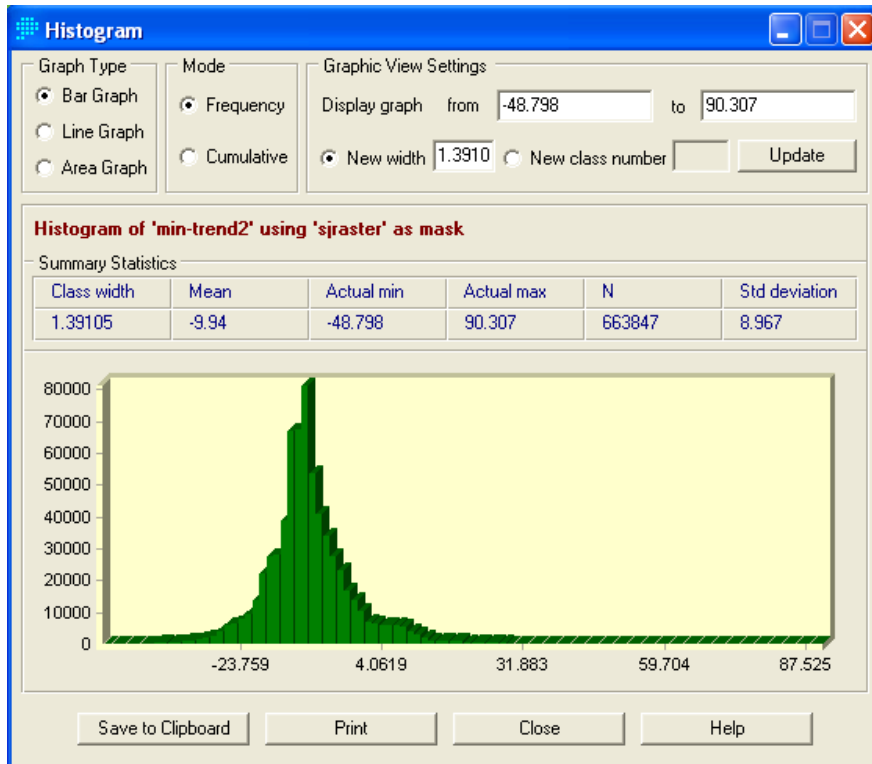 Histogram
Graph Type
Mode
Graphic View Settings
Bar Graph
Line Graph
Area Graph
Frequency
Cumulative
Display graph from -48.798 to 90.307
New width 1.3910 New class number Update
Histogram of 'min-trend2' using 'sjraster' as mask
Summary Statistics
Class width Mean Actual min Actual max N Std deviation
1.39105 -9.94 -48.798 90.307 663847 8.967
80000
70000
60000
50000
40000
30000
20000
10000
0
-23.759 4.0619 31.883 59.704 87.525
Save to Clipboard Print Close Help